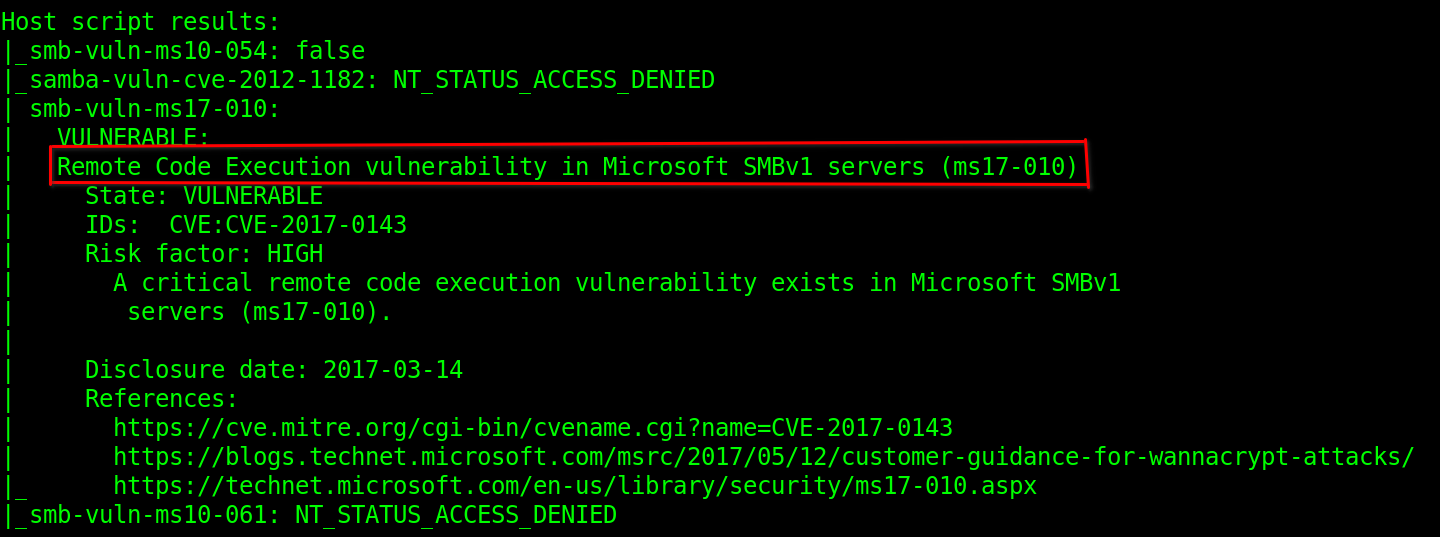 Host script results:
|_smb-vuln-ms10-054: false
|_samba-vuln-cve-2012-1182: NT_STATUS_ACCESS_DENIED
| smb-vuln-ms17-010:
|   VULNERABLE:
|   Remote Code Execution vulnerability in Microsoft SMBv1 servers (ms17-010)
|     State: VULNERABLE
|     IDs:  CVE:CVE-2017-0143
|     Risk factor: HIGH
|       A critical remote code execution vulnerability exists in Microsoft SMBv1
|        servers (ms17-010).
|
|     Disclosure date: 2017-03-14
|     References:
|       https://cve.mitre.org/cgi-bin/cvename.cgi?name=CVE-2017-0143
|       https://blogs.technet.microsoft.com/msrc/2017/05/12/customer-guidance-for-wannacrypt-attacks/
|_      https://technet.microsoft.com/en-us/library/security/ms17-010.aspx
|_smb-vuln-ms10-061: NT_STATUS_ACCESS_DENIED